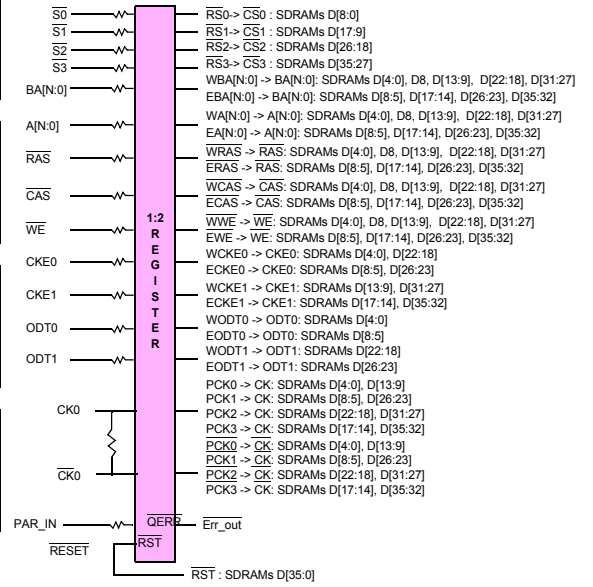 S0
RS0-> CS0 : SDRAMs D[8:0]
S1
RS1-> CS1 : SDRAMs D[17:9]
S2
RS2-> CS2 : SDRAMs D[26:18]
S3
RS3-> CS3 : SDRAMs D[35:27]
BA[N:0]
WBA[N:0] -> BA[N:0]: SDRAMs D[4:0], D8, D[13:9], D[22:18], D[31:27]
EBA[N:0] -> BA[N:0]: SDRAMs D[8:5], D[17:14], D[26:23], D[35:32]
A[N:0]
WA[N:0] -> A[N:0]: SDRAMs D[4:0], D8, D[13:9], D[22:18], D[31:27]
EA[N:0] -> A[N:0]: SDRAMs D[8:5], D[17:14], D[26:23], D[35:32]
RAS
WRAS -> RAS: SDRAMs D[4:0], D8, D[13:9], D[22:18], D[31:27]
ERAS -> RAS: SDRAMs D[8:5], D[17:14], D[26:23], D[35:32]
CAS
WCAS -> CAS: SDRAMs D[4:0], D8, D[13:9], D[22:18], D[31:27]
ECAS -> CAS: SDRAMs D[8:5], D[17:14], D[26:23], D[35:32]
WE
WWE -> WE: SDRAMs D[4:0], D8, D[13:9], D[22:18], D[31:27]
EWE -> WE: SDRAMs D[8:5], D[17:14], D[26:23], D[35:32]
CKE0
WCKE0 -> CKE0: SDRAMs D[4:0], D[22:18]
ECKE0 -> CKE0: SDRAMs D[8:5], D[26:23]
CKE1
WCKE1 -> CKE1: SDRAMs D[13:9], D[31:27]
ECKE1 -> CKE1: SDRAMs D[17:14], D[35:32]
ODT0
WODT0 -> ODT0: SDRAMs D[4:0]
EODT0 -> ODT0: SDRAMs D[8:5]
ODT1
WODT1 -> ODT1: SDRAMs D[22:18]
EODT1 -> ODT1: SDRAMs D[26:23]
1:2
R
E
G
I
S
T
E
R
CK0
PCK0 -> CK: SDRAMs D[4:0], D[13:9]
PCK1 -> CK: SDRAMs D[8:5], D[26:23]
PCK2 -> CK: SDRAMs D[22:18], D[31:27]
PCK3 -> CK: SDRAMs D[17:14], D[35:32]
CK0
PCK0 -> CK: SDRAMs D[4:0], D[13:9]
PCK1 -> CK: SDRAMs D[8:5], D[26:23]
PCK2 -> CK: SDRAMs D[22:18], D[31:27]
PCK3 -> CK: SDRAMs D[17:14], D[35:32]
PAR_IN
QERR
Err_out
RESET
RST
RST : SDRAMs D[35:0]